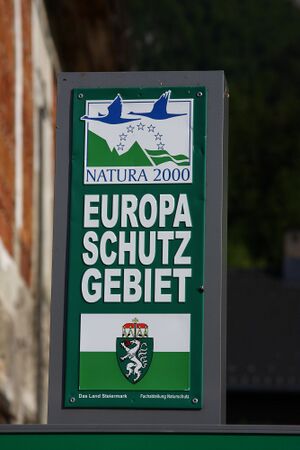 NATURA 2000
EUROPA
SCHUTZ
GEBIET
Das Land Steiermark Fachabteilung Naturschutz